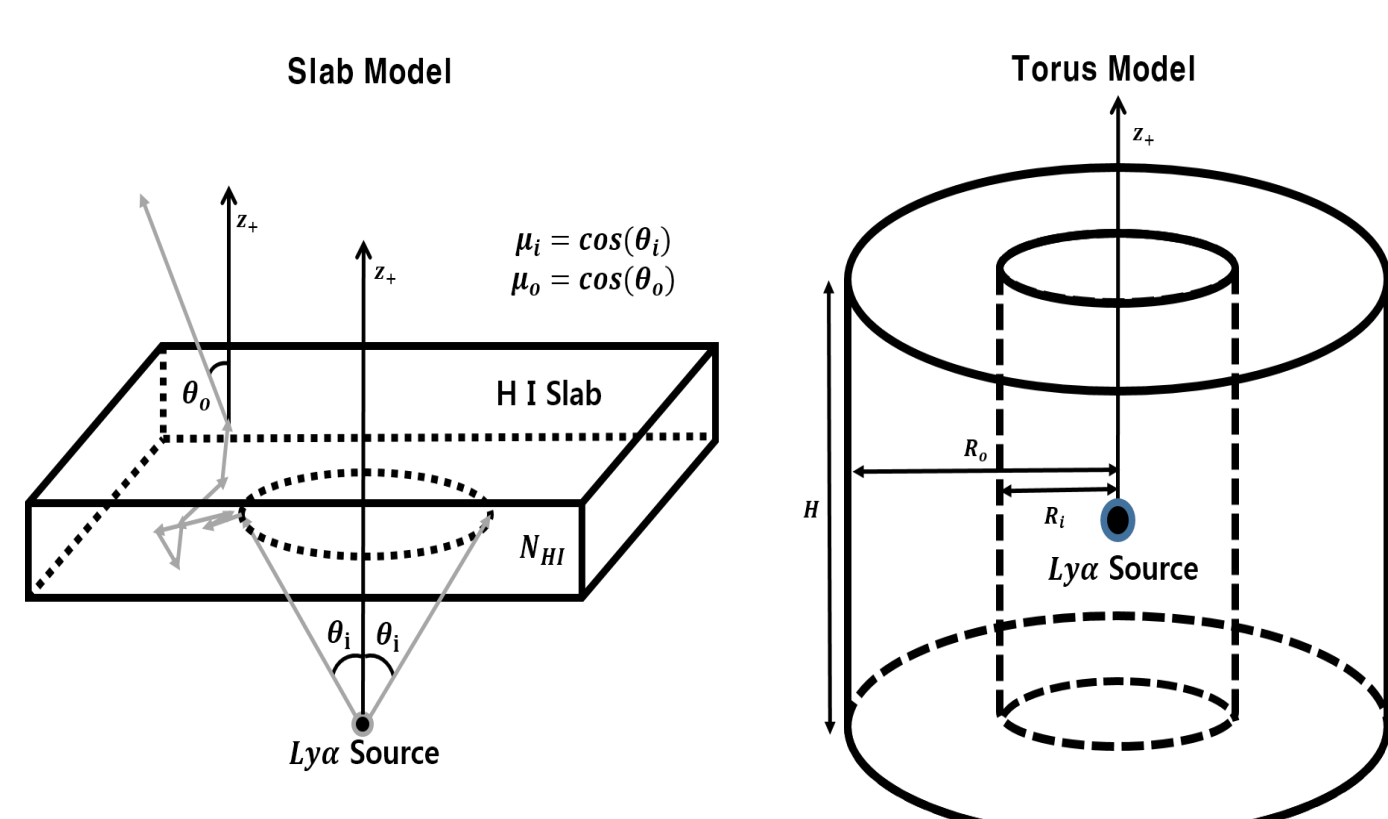 Slab Model
z₊
z₊
μᵢ = cos(θᵢ)
μₒ = cos(θₒ)
θₒ
H I Slab
N_HI
θᵢ θᵢ
Lyα Source
Torus Model
z₊
Rₒ
H
Rᵢ
Lyα Source